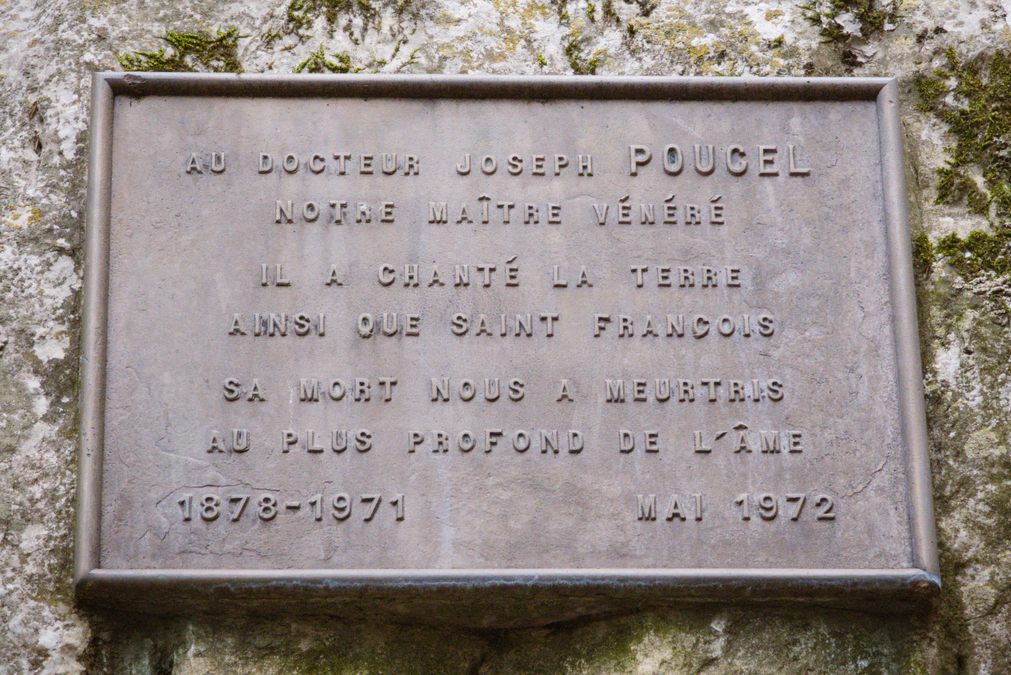 AU DOCTEUR JOSEPH POUCEL
NOTRE MAÎTRE VÉNÉRÉ
IL A CHANTÉ LA TERRE
AINSI QUE SAINT FRANÇOIS
SA MORT NOUS A MEURTRIS
AU PLUS PROFOND DE L'ÂME
1878-1971 MAI 1972